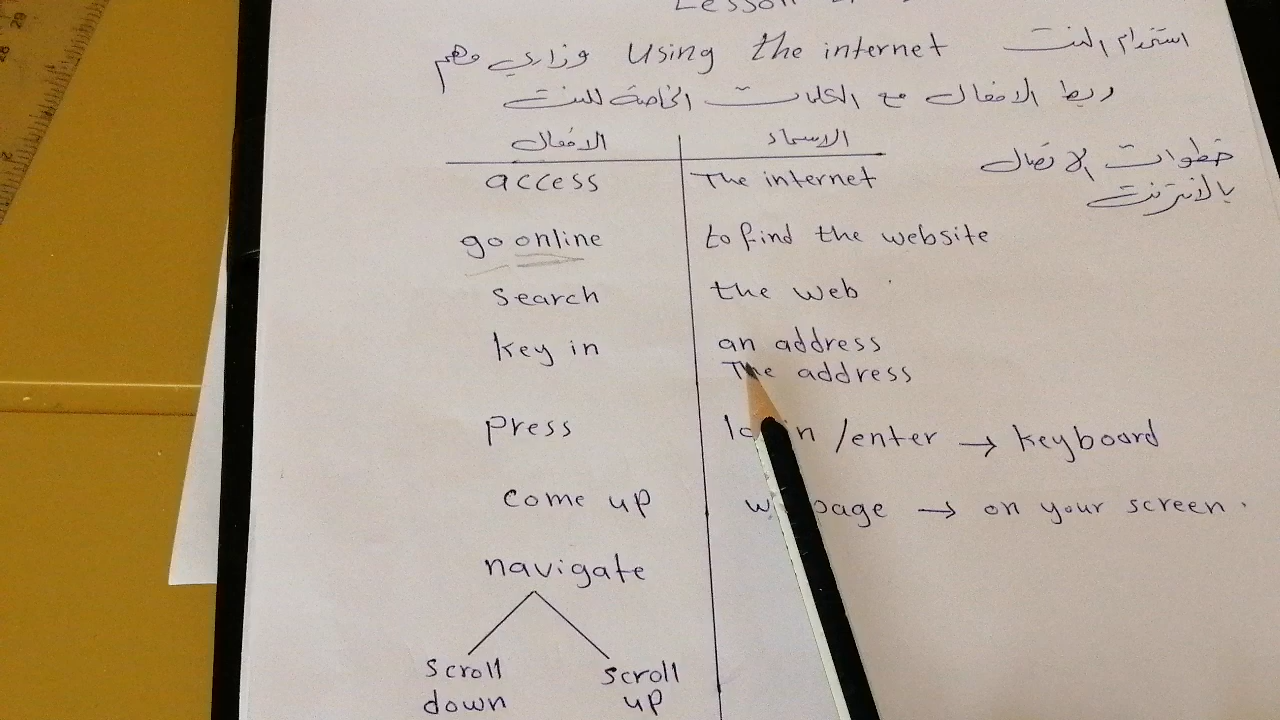 Lesson
استخدام النت Using the internet وزاري مهم
ربط الافعال مع الكلمات الخاصة للنت
الافعال الاسماء
خطوات الاتصال
بالانترنت
access The internet
go online to find the website
search the web
key in an address
The address
press /enter → keyboard
come up → on your screen.
navigate
scroll down
scroll up